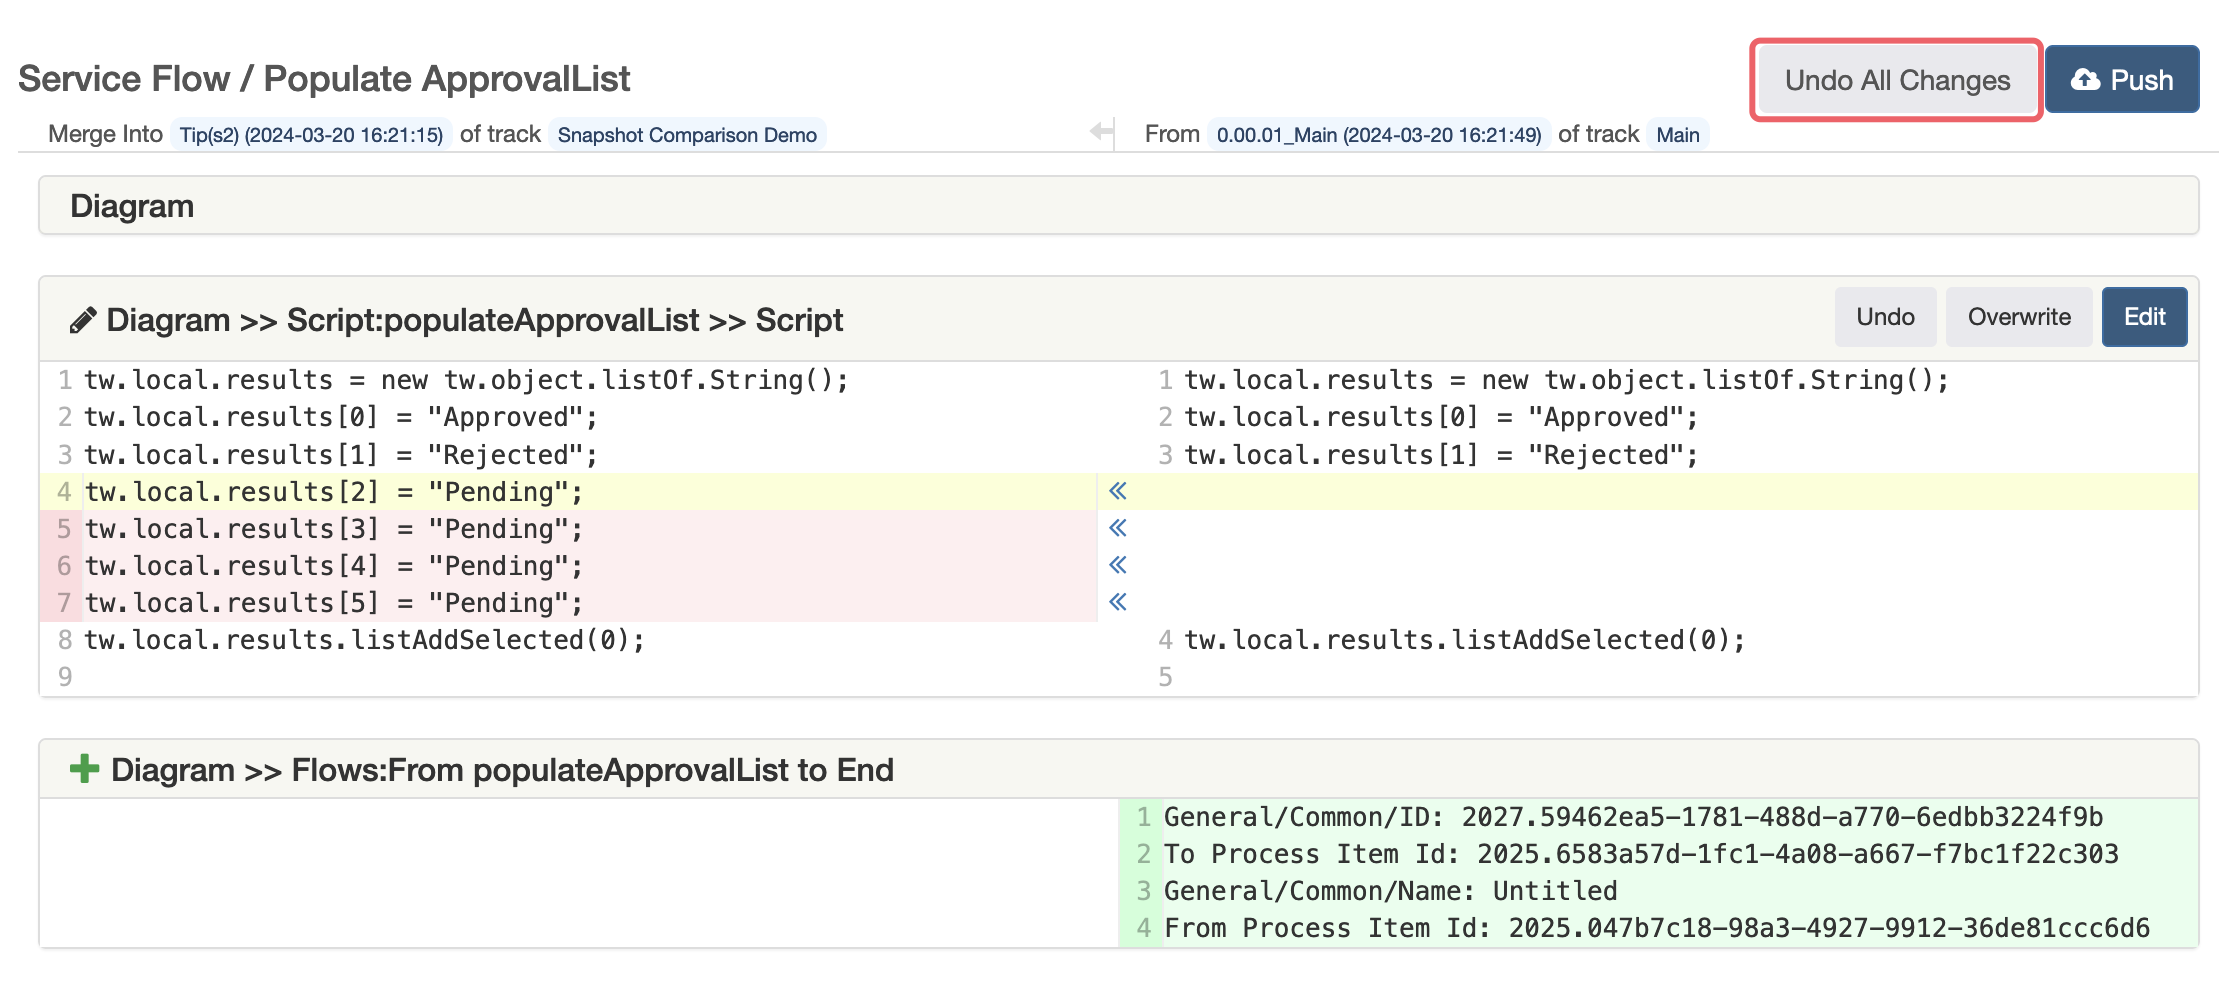 Service Flow / Populate ApprovalList
Undo All Changes
Push
Merge Into Tip(s2) (2024-03-20 16:21:15) of track Snapshot Comparison Demo
From 0.00.01_Main (2024-03-20 16:21:49) of track Main
Diagram
Diagram >> Script:populateApprovalList >> Script
Undo
Overwrite
Edit
1 tw.local.results = new tw.object.listOf.String();
2 tw.local.results[0] = "Approved";
3 tw.local.results[1] = "Rejected";
4 tw.local.results[2] = "Pending";
5 tw.local.results[3] = "Pending";
6 tw.local.results[4] = "Pending";
7 tw.local.results[5] = "Pending";
8 tw.local.results.listAddSelected(0);
9
1 tw.local.results = new tw.object.listOf.String();
2 tw.local.results[0] = "Approved";
3 tw.local.results[1] = "Rejected";
«
«
«
«
4 tw.local.results.listAddSelected(0);
5
Diagram >> Flows:From populateApprovalList to End
1 General/Common/ID: 2027.59462ea5-1781-488d-a770-6edbb3224f9b
2 To Process Item Id: 2025.6583a57d-1fc1-4a08-a667-f7bc1f22c303
3 General/Common/Name: Untitled
4 From Process Item Id: 2025.047b7c18-98a3-4927-9912-36de81ccc6d6